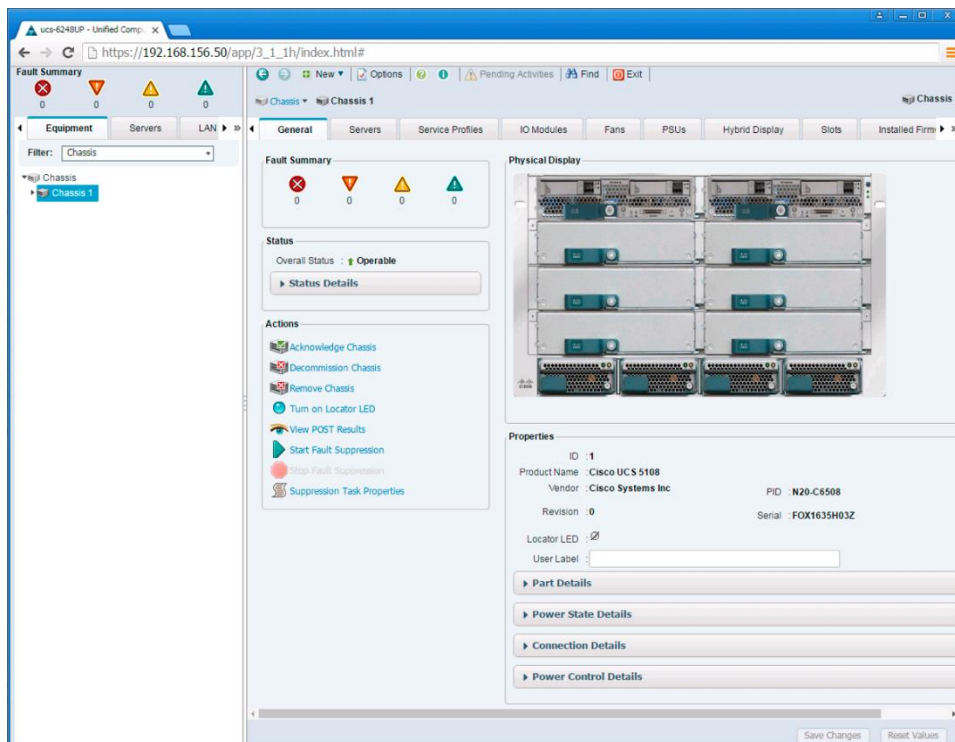 ucs-6248UP - Unified Comp
https://192.168.156.50/app/3_1_1h/index.html#
Fault Summary
0 0 0 0
Equipment Servers LAN
Filter: Chassis
Chassis
Chassis 1
New Options Pending Activities Find Exit
Chassis Chassis 1 Chassis
General Servers Service Profiles IO Modules Fans PSUs Hybrid Display Slots Installed Firm
Fault Summary
0 0 0 0
Status
Overall Status : Operable
Status Details
Actions
Acknowledge Chassis
Decommission Chassis
Remove Chassis
Turn on Locator LED
View POST Results
Start Fault Suppression
Stop Fault Suppression
Suppression Task Properties
Physical Display
Properties
ID : 1
Product Name : Cisco UCS 5108
Vendor : Cisco Systems Inc PID : N20-C6508
Revision : 0 Serial : FOX1635H03Z
Locator LED :
User Label :
Part Details
Power State Details
Connection Details
Power Control Details
Save Changes Reset Values